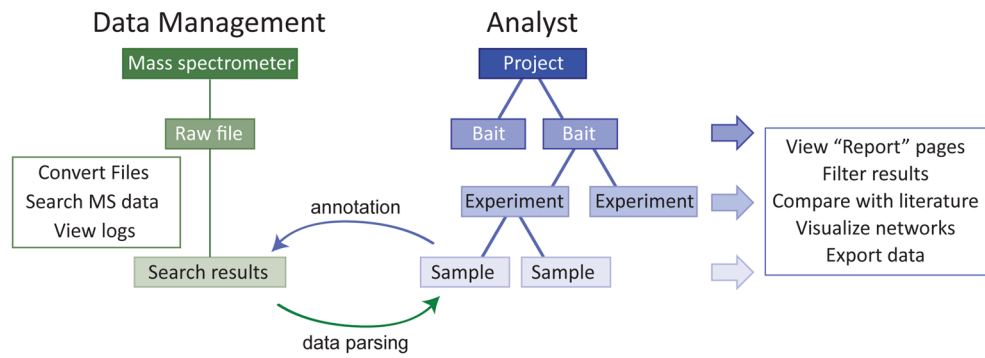 Data Management
Analyst
Mass spectrometer
Project
Raw file
Bait
Bait
View “Report” pages
Filter results
Compare with literature
Visualize networks
Export data
Convert Files
Search MS data
View logs
Experiment
Experiment
annotation
Search results
Sample
Sample
data parsing